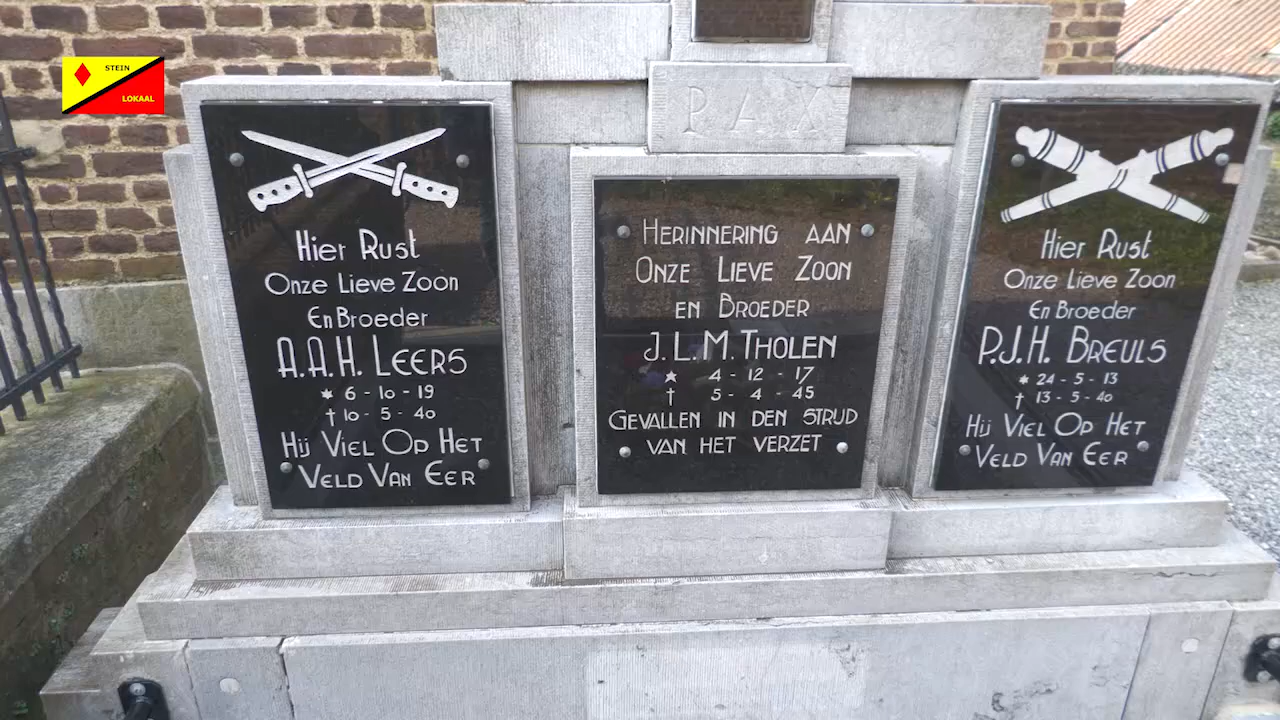 STEIN
LOKAAL
PAX
Hier Rust
Onze Lieve Zoon
En Broeder
A.A.H. Leers
* 6-10-19
† 10-5-40
Hij Viel Op Het
Veld Van Eer
Herinnering aan
Onze Lieve Zoon
en Broeder
J.L.M. Tholen
* 4-12-17
† 5-4-45
Gevallen in den strijd
van het verzet
Hier Rust
Onze Lieve Zoon
En Broeder
P.J.H. Breuls
* 24-5-13
† 13-5-40
Hij Viel Op Het
Veld Van Eer